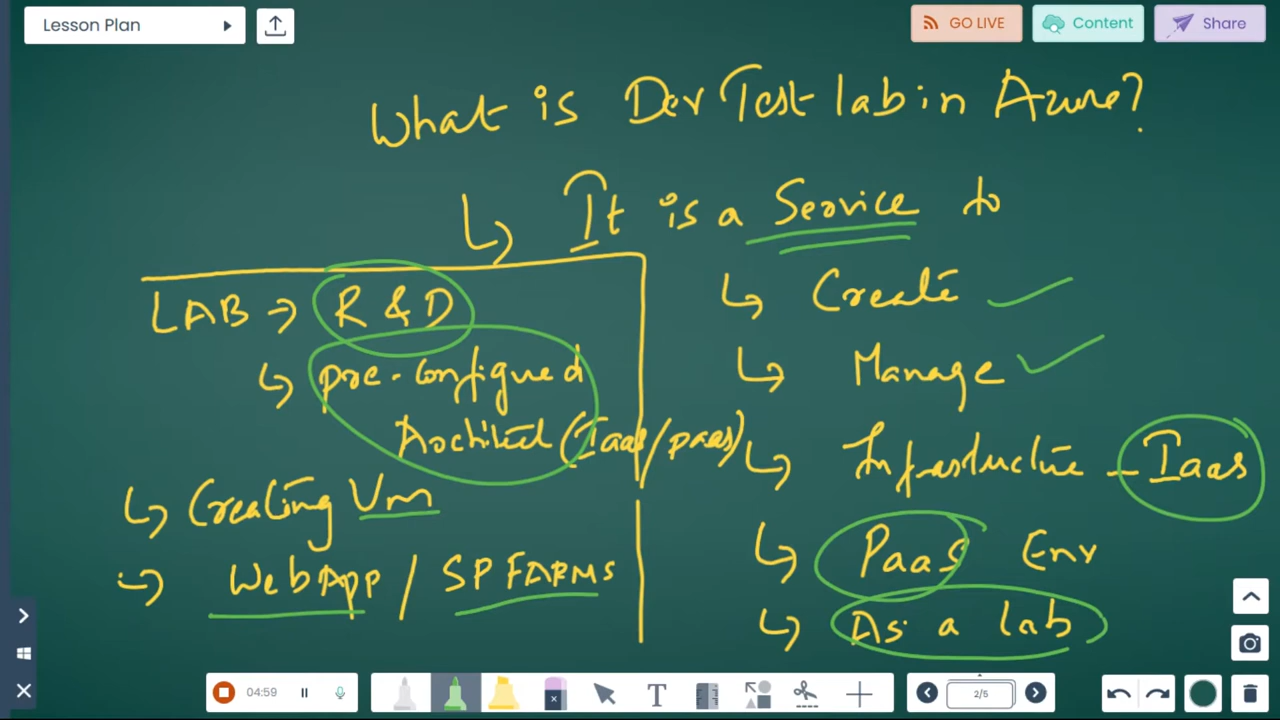 Lesson Plan
GO LIVE
Content
Share
What is Dev Test lab in Azure?
It is a Service to
Create
Manage
Infrastructure - Iaas
Paas Env
As a lab
LAB → R & D
pre-configured
Architect (Iaas/paas)
Creating Vm
WebApp / SP FARMS
04:59
T
2/5